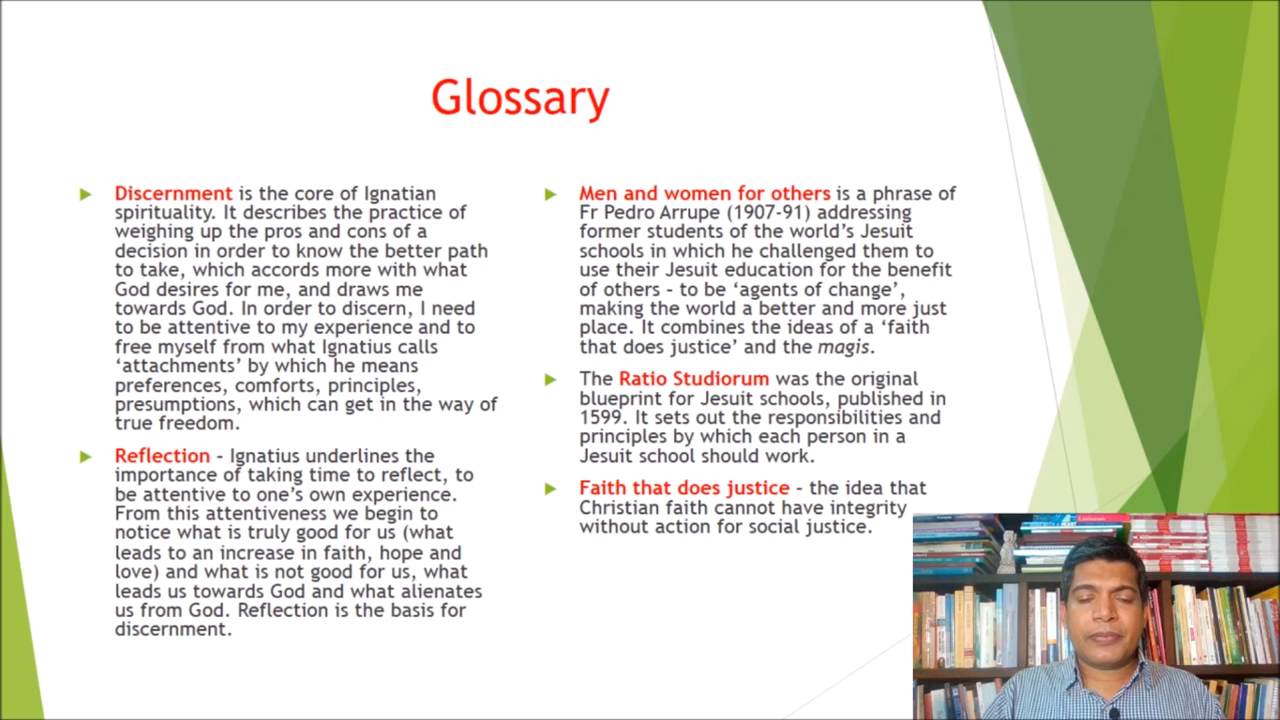 Glossary
Discernment is the core of Ignatian
spirituality. It describes the practice of
weighing up the pros and cons of a
decision in order to know the better path
to take, which accords more with what
God desires for me, and draws me
towards God. In order to discern, I need
to be attentive to my experience and to
free myself from what Ignatius calls
‘attachments’ by which he means
preferences, comforts, principles,
presumptions, which can get in the way of
true freedom.
Reflection - Ignatius underlines the
importance of taking time to reflect, to
be attentive to one’s own experience.
From this attentiveness we begin to
notice what is truly good for us (what
leads to an increase in faith, hope and
love) and what is not good for us, what
leads us towards God and what alienates
us from God. Reflection is the basis for
discernment.
Men and women for others is a phrase of
Fr Pedro Arrupe (1907-91) addressing
former students of the world’s Jesuit
schools in which he challenged them to
use their Jesuit education for the benefit
of others - to be ‘agents of change’,
making the world a better and more just
place. It combines the ideas of a ‘faith
that does justice’ and the magis.
The Ratio Studiorum was the original
blueprint for Jesuit schools, published in
1599. It sets out the responsibilities and
principles by which each person in a
Jesuit school should work.
Faith that does justice - the idea that
Christian faith cannot have integrity
without action for social justice.